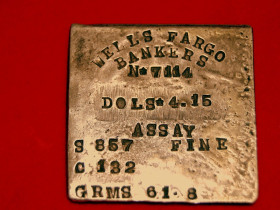 WELLS FARGO
BANKERS
No 7114
DOLS 4.15
ASSAY
S 857 FINE
C 132
GRMS 61.8